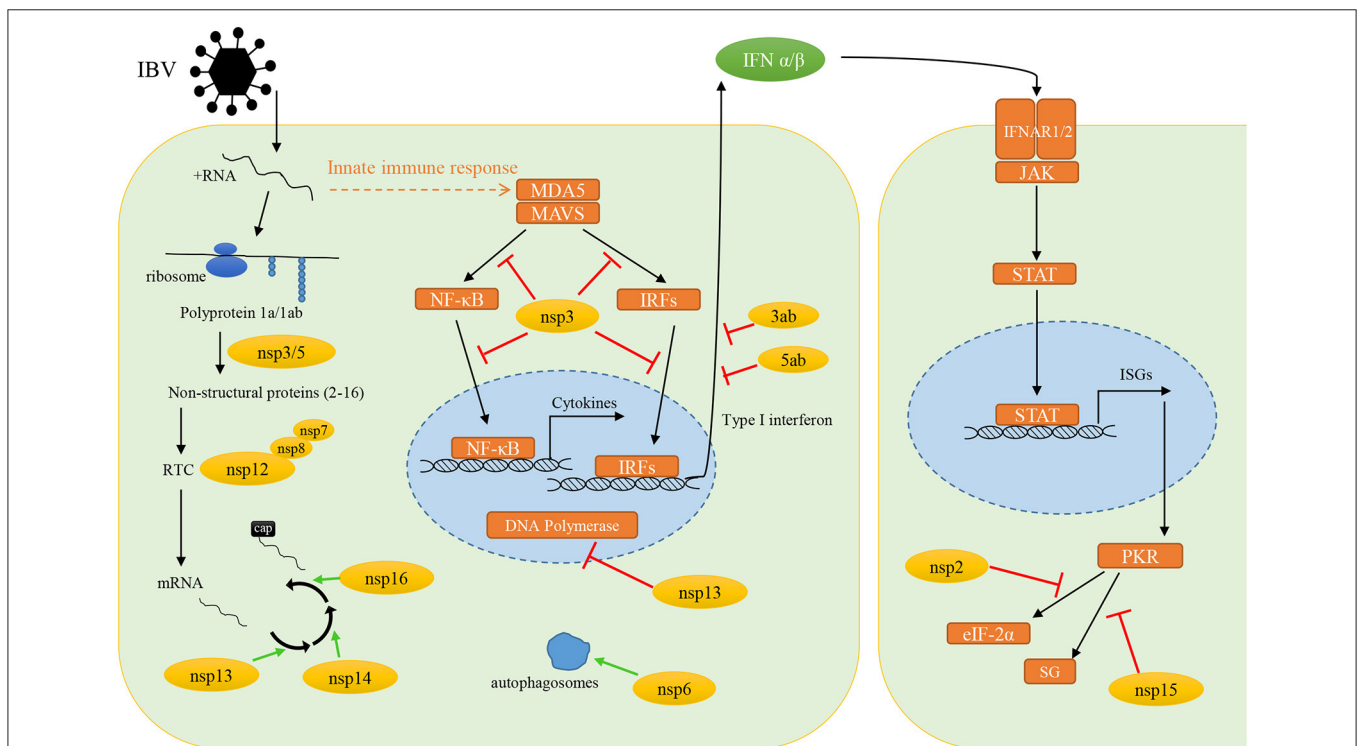 IBV
IFN α/β
IFNAR1/2
JAK
+RNA
Innate immune response
MDA5
MAVS
ribosome
NF-κB
nsp3
IRFs
3ab
5ab
STAT
Polyprotein 1a/1ab
nsp3/5
Non-structural proteins (2-16)
Cytokines
Type I interferon
ISGs
STAT
nsp7
nsp8
RTC
nsp12
NF-κB
IRFs
DNA Polymerase
cap
mRNA
nsp16
nsp13
nsp13
nsp14
autophagosomes
nsp6
nsp2
PKR
eIF-2α
SG
nsp15